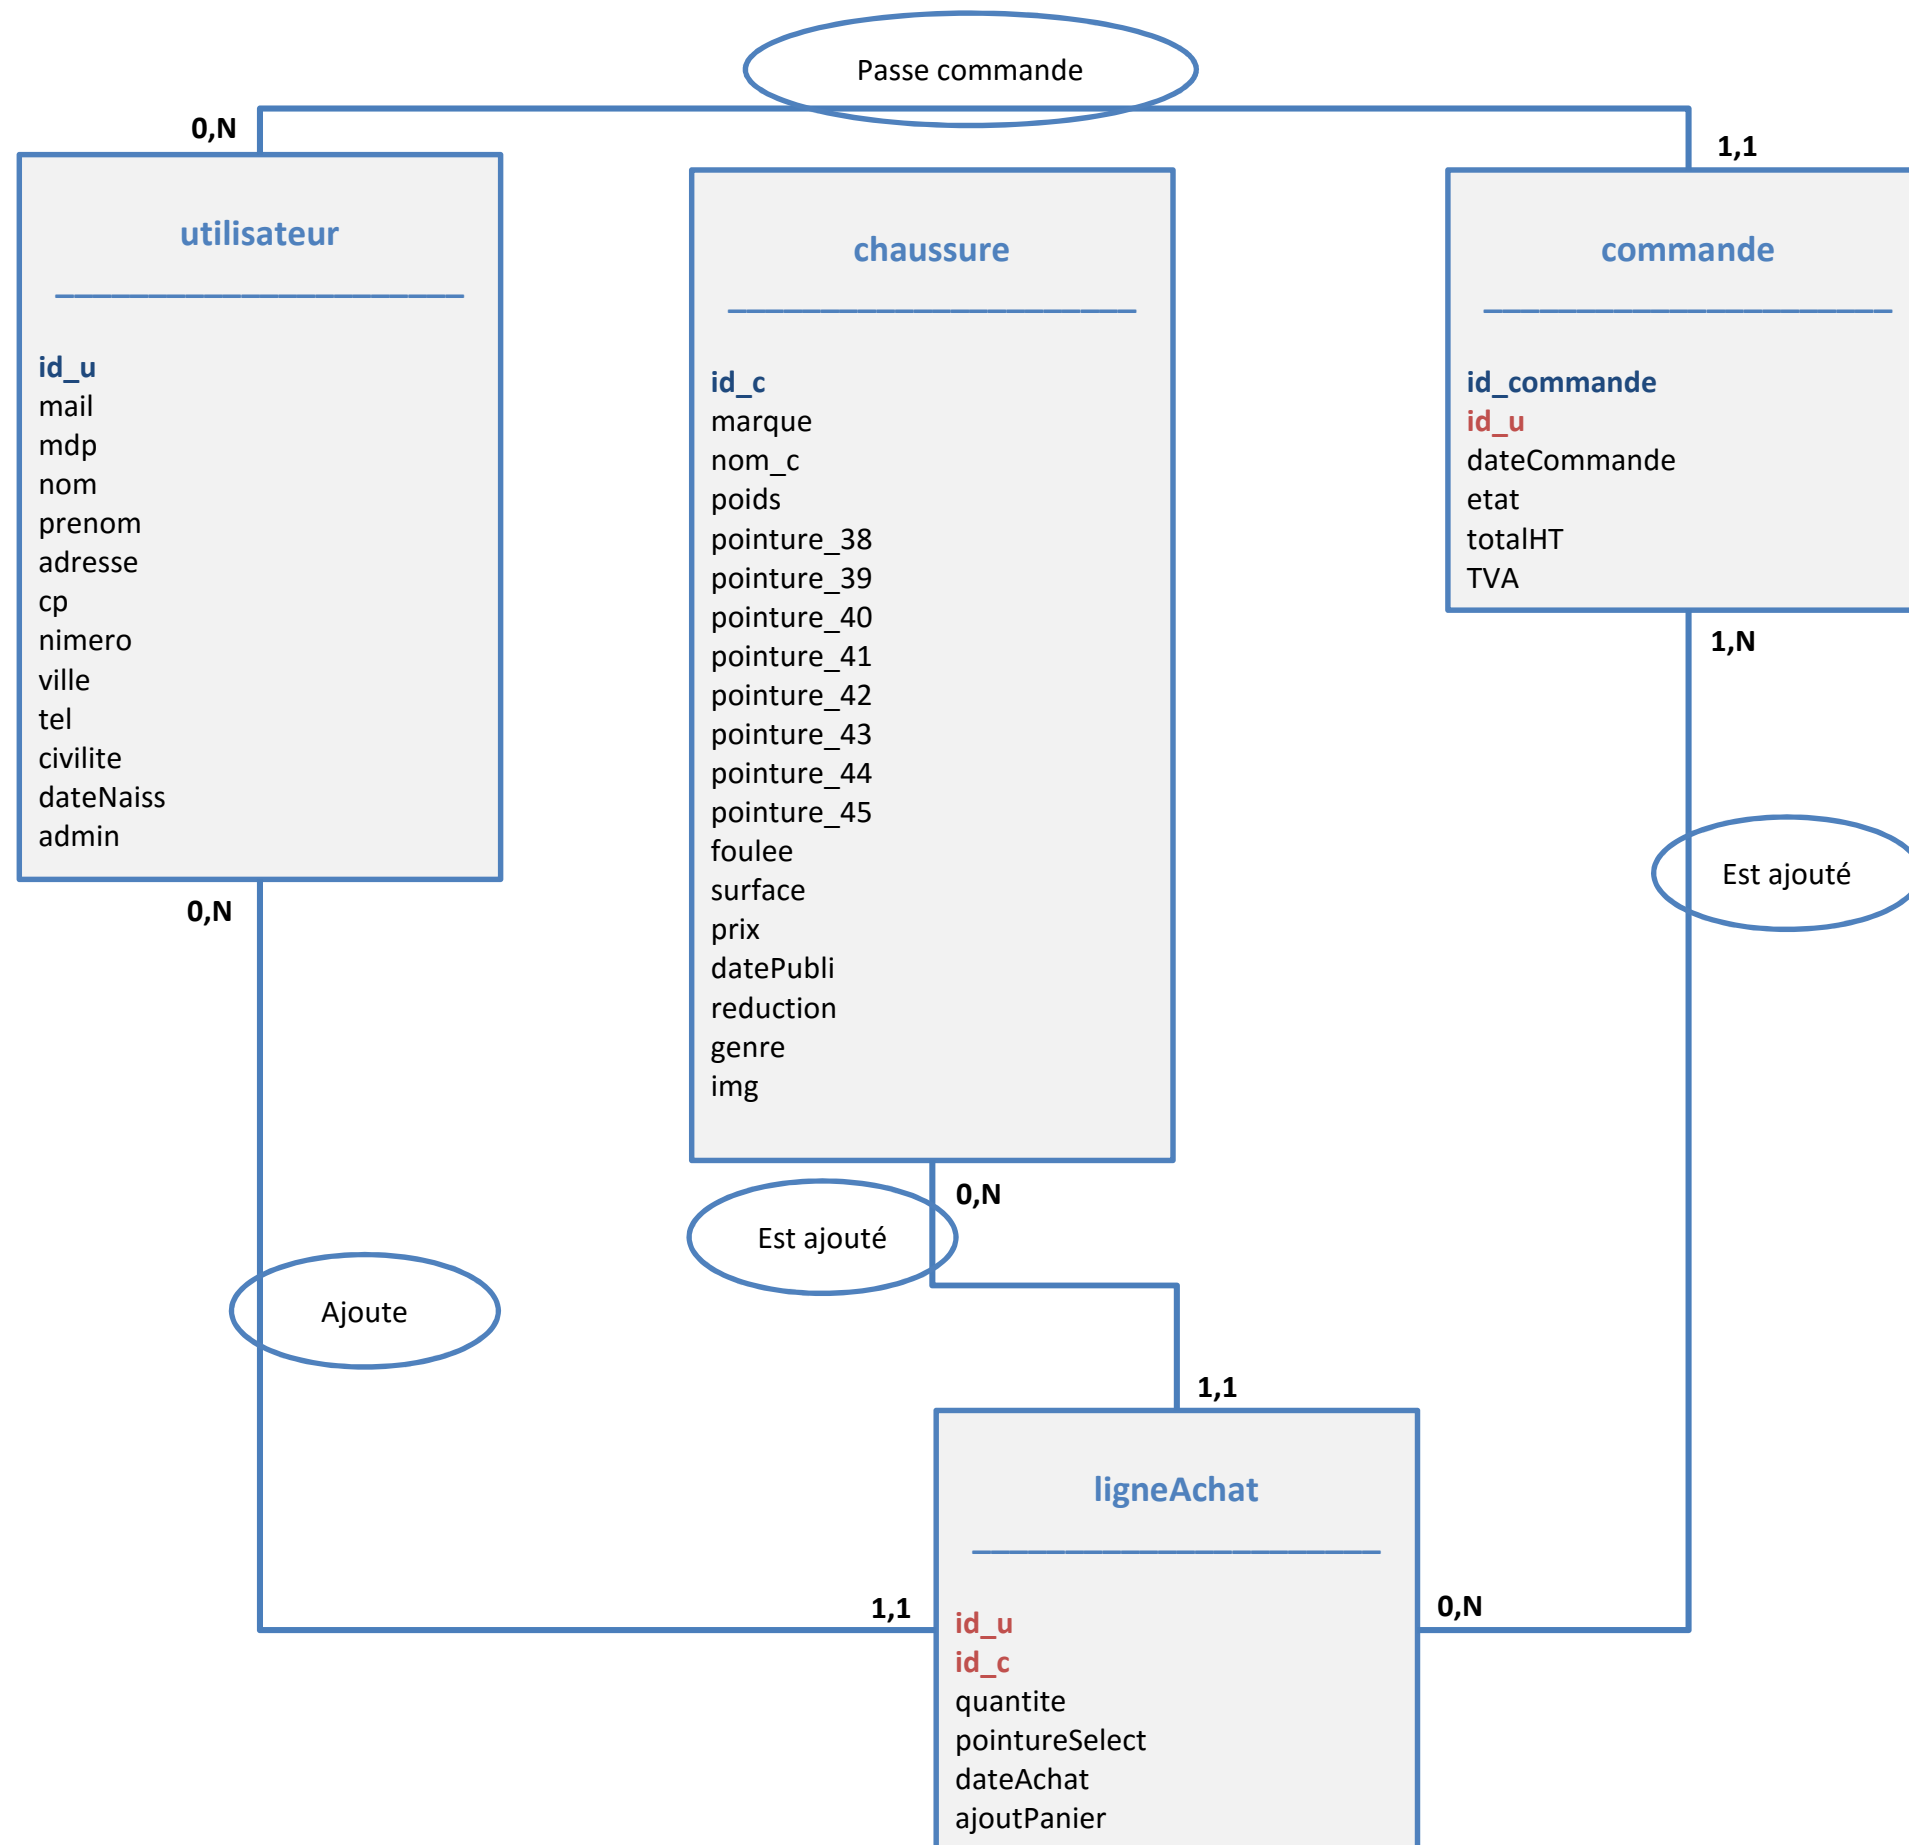 Passe commande
0,N
1,1
utilisateur
id_u
mail
mdp
nom
prenom
adresse
cp
nimero
ville
tel
civilite
dateNaiss
admin
0,N
chaussure
id_c
marque
nom_c
poids
pointure_38
pointure_39
pointure_40
pointure_41
pointure_42
pointure_43
pointure_44
pointure_45
foulee
surface
prix
datePubli
reduction
genre
img
0,N
commande
id_commande
id_u
dateCommande
etat
totalHT
TVA
1,N
Est ajouté
Est ajouté
Ajoute
1,1
1,1
0,N
ligneAchat
id_u
id_c
quantite
pointureSelect
dateAchat
ajoutPanier